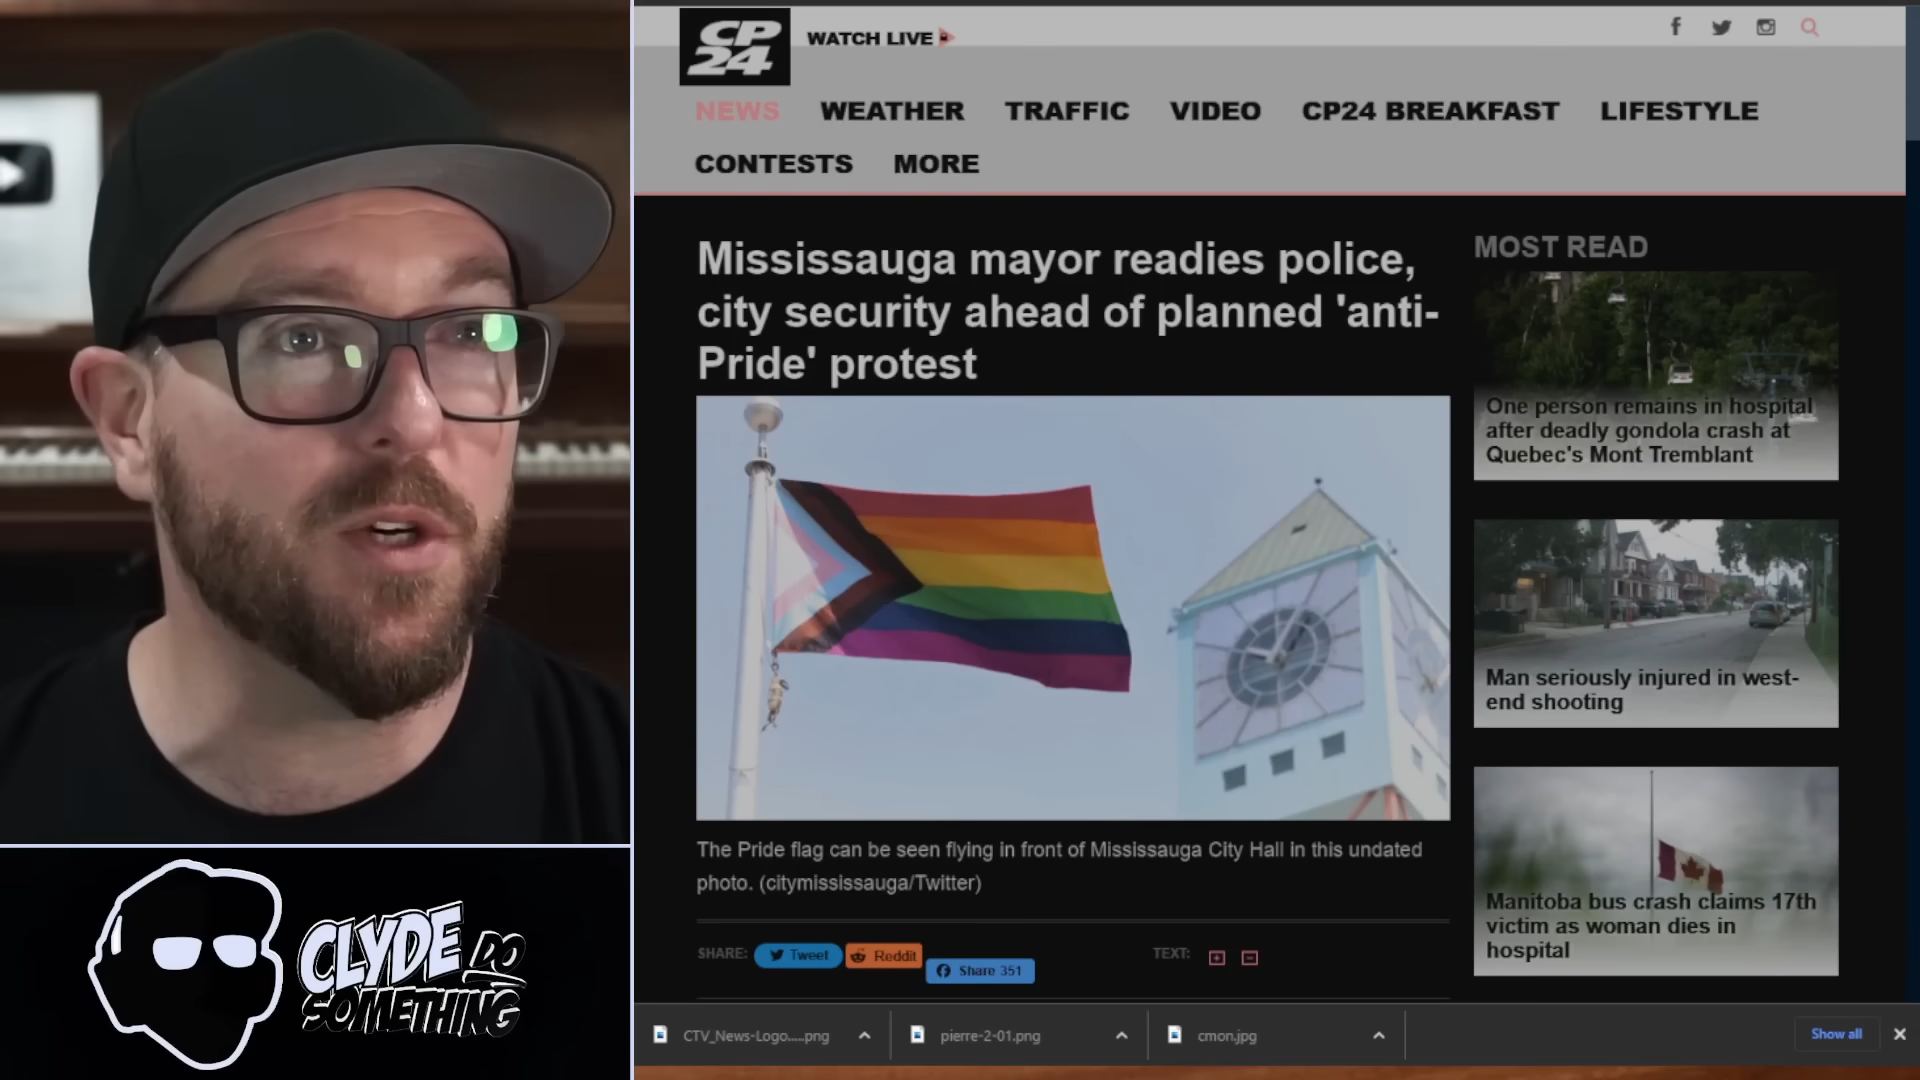 CP
24
WATCH LIVE
NEWS WEATHER TRAFFIC VIDEO CP24 BREAKFAST LIFESTYLE
CONTESTS MORE
Mississauga mayor readies police,
city security ahead of planned 'anti-
Pride' protest
The Pride flag can be seen flying in front of Mississauga City Hall in this undated
photo. (citymississauga/Twitter)
SHARE: Tweet Reddit Share 351 TEXT:
MOST READ
One person remains in hospital
after deadly gondola crash at
Quebec's Mont Tremblant
Man seriously injured in west-
end shooting
Manitoba bus crash claims 17th
victim as woman dies in
hospital
CLYDE DO
SOMETHING
CTV_News-Logo.....png pierre-2-01.png cmon.jpg Show all